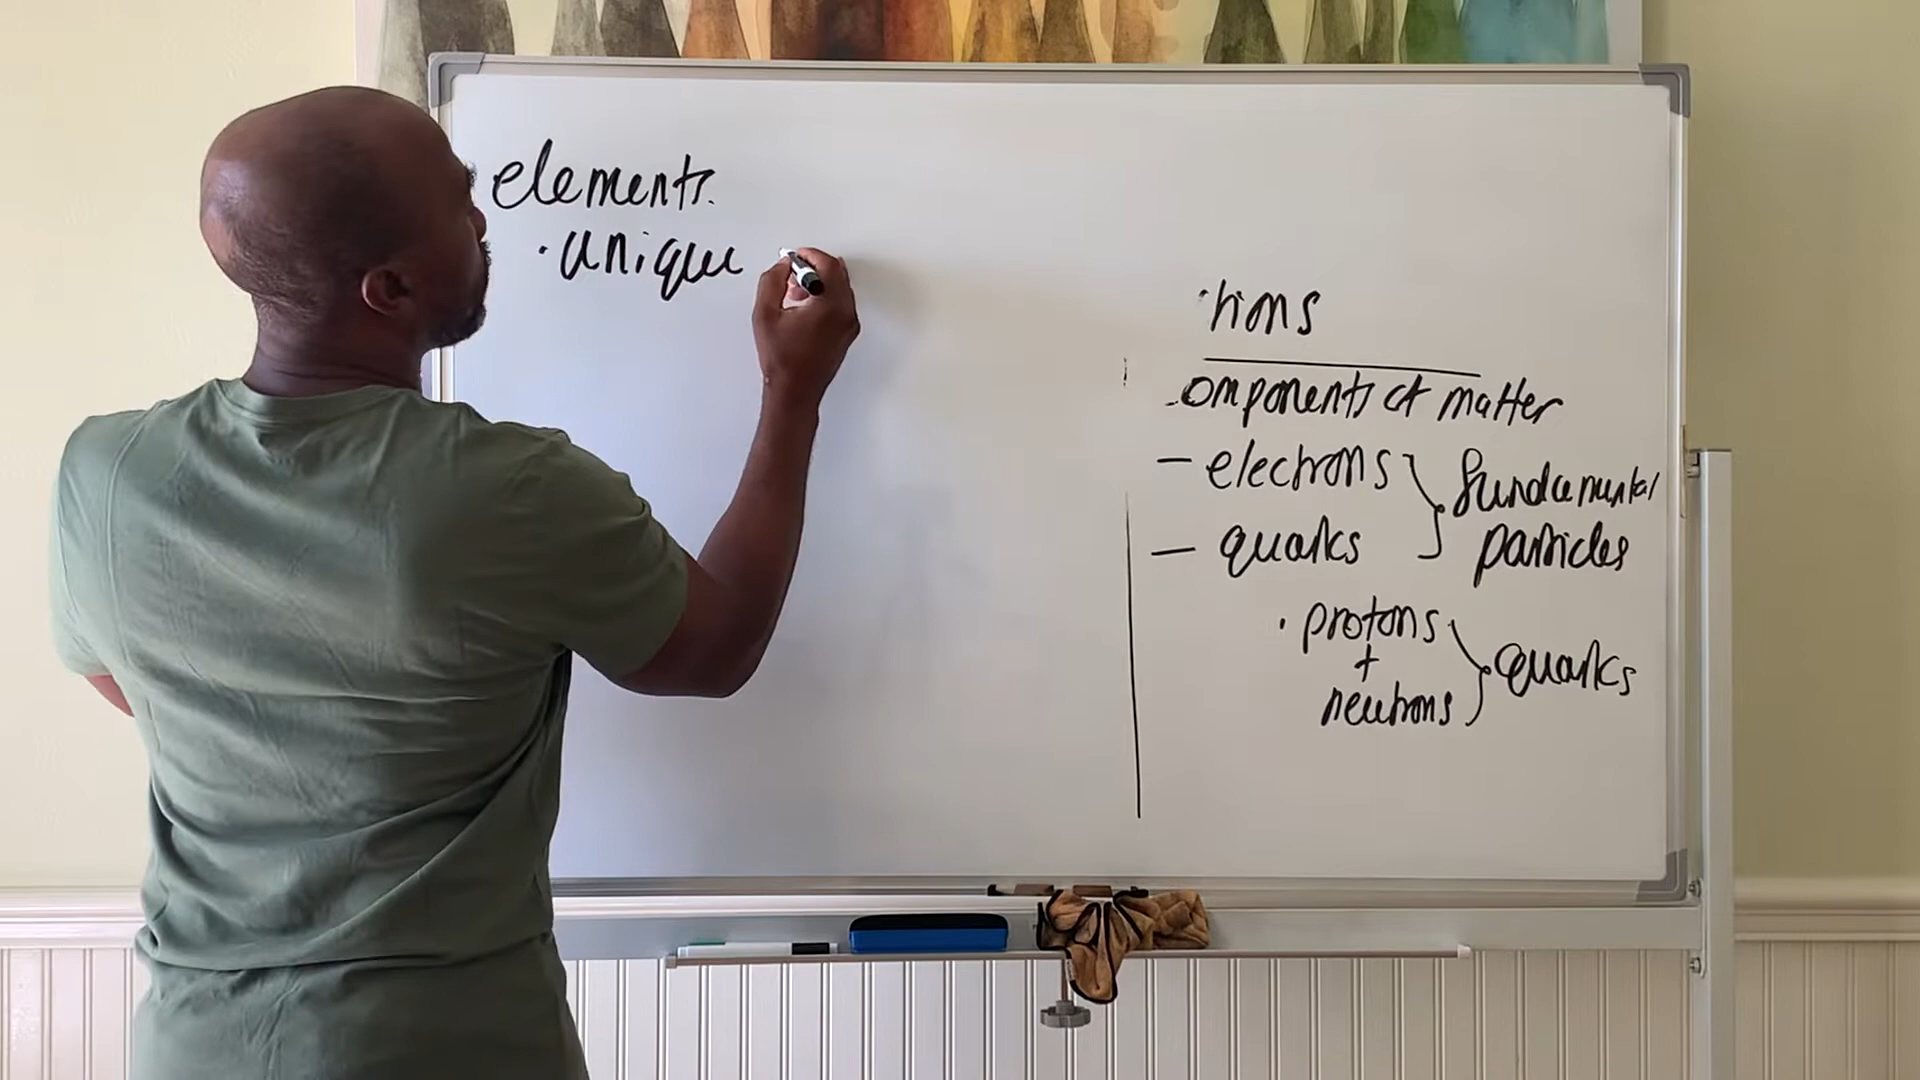 elements.
· unique
tions
omponents of matter
– electrons
fundamental
– quarks
particles
· protons
+
quarks
neutrons